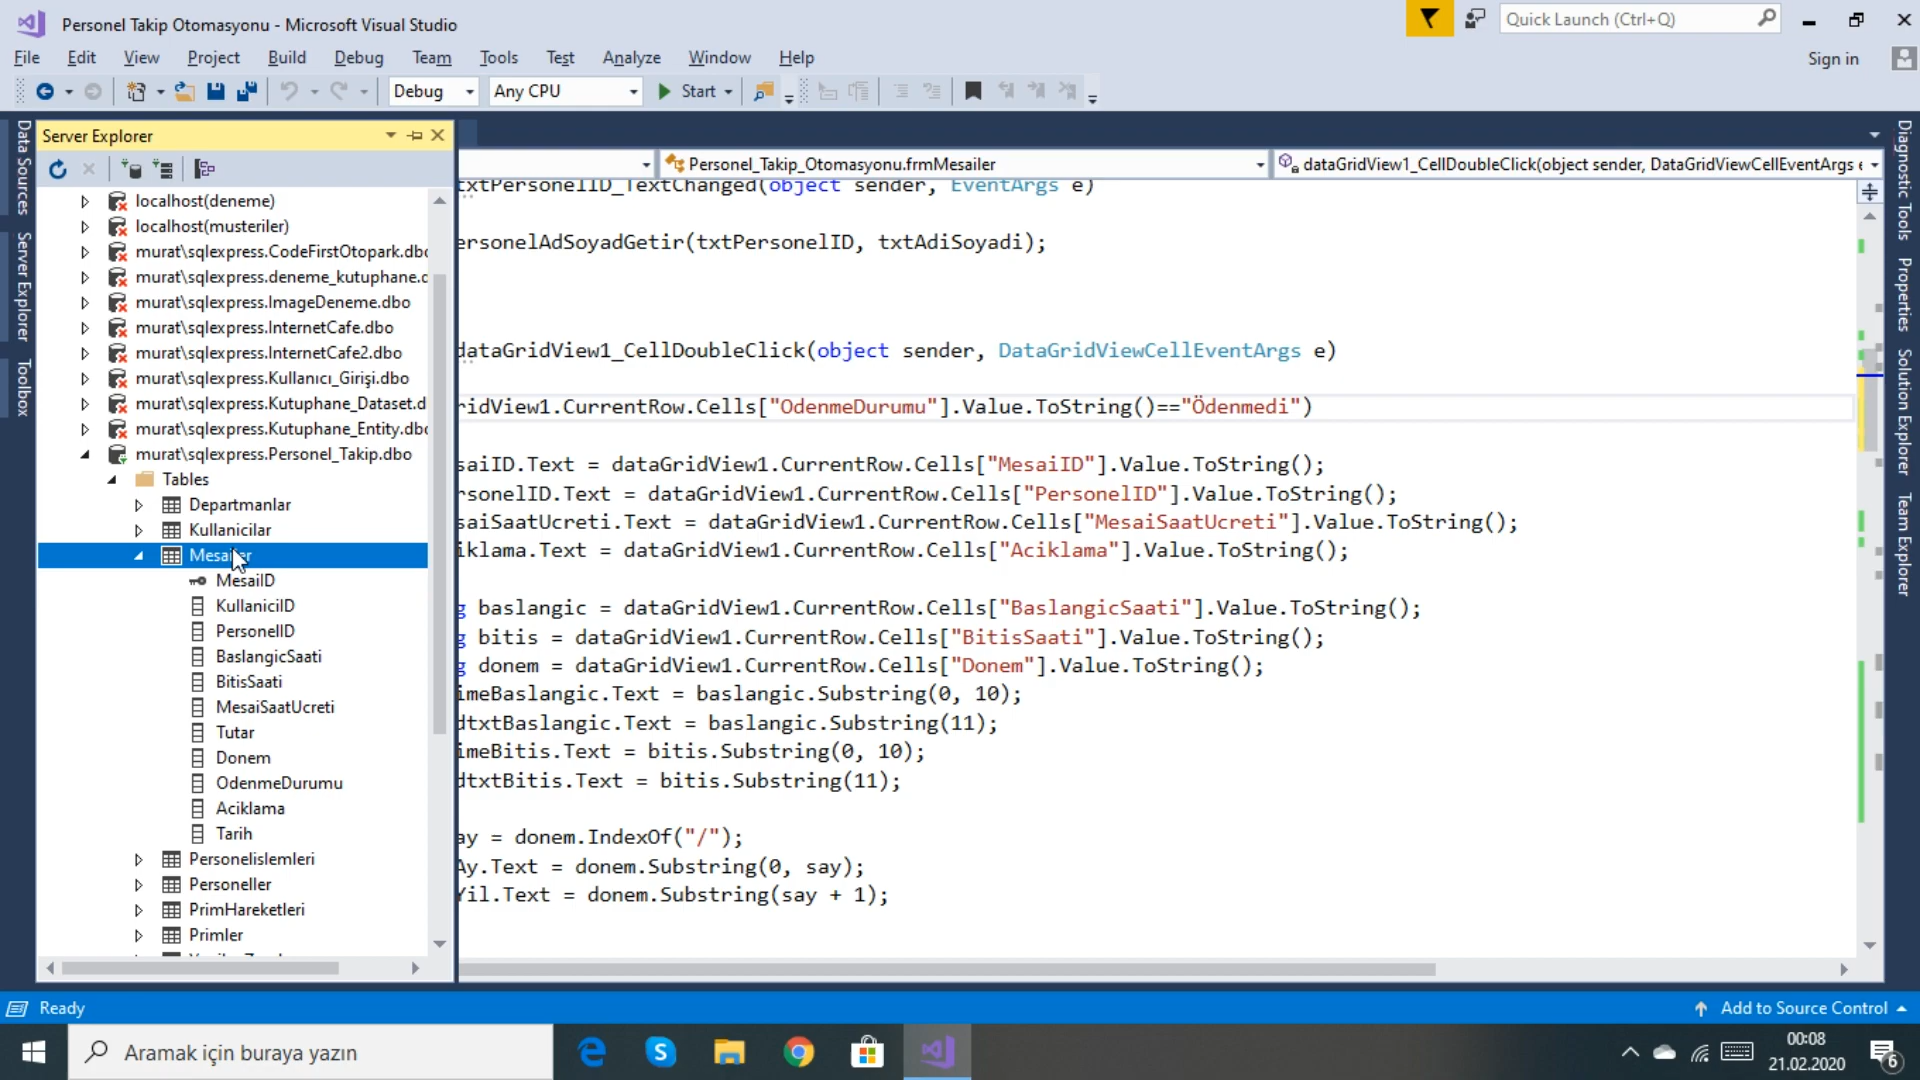 Personel Takip Otomasyonu - Microsoft Visual Studio
Quick Launch (Ctrl+Q)
File Edit View Project Build Debug Team Tools Test Analyze Window Help
Sign in
Debug Any CPU Start
Data Sources
Server Explorer
Toolbox
Server Explorer
localhost(deneme)
localhost(musteriler)
murat\sqlexpress.CodeFirstOtopark.dbo
murat\sqlexpress.deneme_kutuphane.d
murat\sqlexpress.ImageDeneme.dbo
murat\sqlexpress.InternetCafe.dbo
murat\sqlexpress.InternetCafe2.dbo
murat\sqlexpress.Kullanıcı_Girişi.dbo
murat\sqlexpress.Kutuphane_Dataset.d
murat\sqlexpress.Kutuphane_Entity.dbo
murat\sqlexpress.Personel_Takip.dbo
Tables
Departmanlar
Kullanicilar
Mesailer
MesaiID
KullaniciID
PersonelID
BaslangicSaati
BitisSaati
MesaiSaatUcreti
Tutar
Donem
OdenmeDurumu
Aciklama
Tarih
Personelislemleri
Personeller
PrimHareketleri
Primler
Personel_Takip_Otomasyonu.frmMesailer
dataGridView1_CellDoubleClick(object sender, DataGridViewCellEventArgs e
txtPersonelID_TextChanged(object sender, EventArgs e)
ersonelAdSoyadGetir(txtPersonelID, txtAdiSoyadi);
dataGridView1_CellDoubleClick(object sender, DataGridViewCellEventArgs e)
ridView1.CurrentRow.Cells["OdenmeDurumu"].Value.ToString()=="Ödenmedi")
saiID.Text = dataGridView1.CurrentRow.Cells["MesaiID"].Value.ToString();
rsonelID.Text = dataGridView1.CurrentRow.Cells["PersonelID"].Value.ToString();
saiSaatUcreti.Text = dataGridView1.CurrentRow.Cells["MesaiSaatUcreti"].Value.ToString();
iklama.Text = dataGridView1.CurrentRow.Cells["Aciklama"].Value.ToString();
g baslangic = dataGridView1.CurrentRow.Cells["BaslangicSaati"].Value.ToString();
g bitis = dataGridView1.CurrentRow.Cells["BitisSaati"].Value.ToString();
g donem = dataGridView1.CurrentRow.Cells["Donem"].Value.ToString();
imeBaslangic.Text = baslangic.Substring(0, 10);
dtxtBaslangic.Text = baslangic.Substring(11);
imeBitis.Text = bitis.Substring(0, 10);
dtxtBitis.Text = bitis.Substring(11);
ay = donem.IndexOf("/");
Ay.Text = donem.Substring(0, say);
Yil.Text = donem.Substring(say + 1);
Diagnostic Tools
Properties
Solution Explorer
Team Explorer
Ready
Add to Source Control
Aramak için buraya yazın
00:08
21.02.2020
6